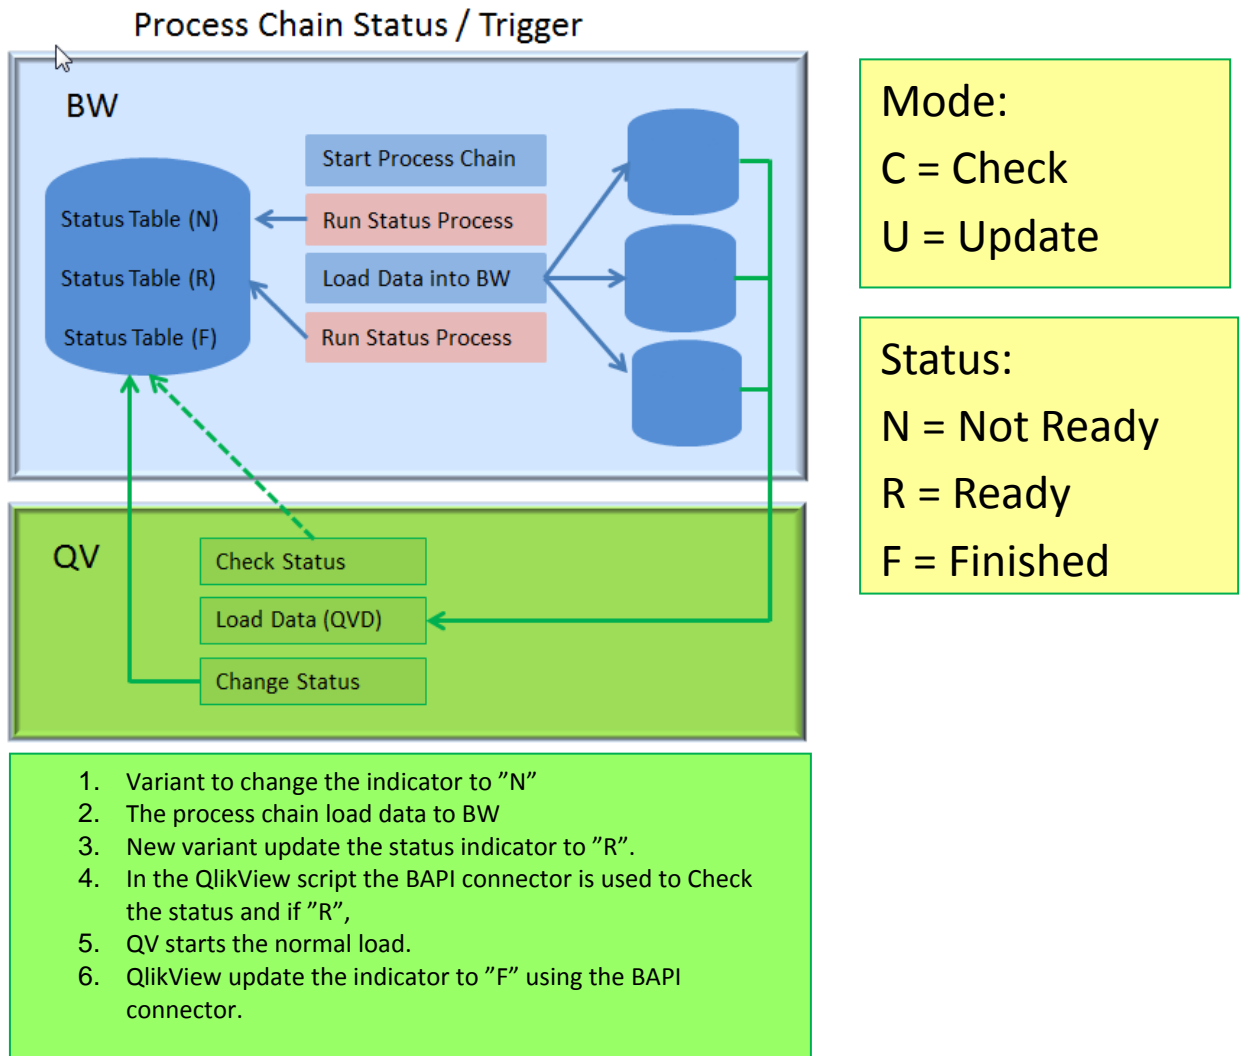 Process Chain Status / Trigger
BW
Start Process Chain
Status Table (N)
Run Status Process
Status Table (R)
Load Data into BW
Status Table (F)
Run Status Process
QV
Check Status
Load Data (QVD)
Change Status
Mode:
C = Check
U = Update
Status:
N = Not Ready
R = Ready
F = Finished
1. Variant to change the indicator to ”N”
2. The process chain load data to BW
3. New variant update the status indicator to ”R”.
4. In the QlikView script the BAPI connector is used to Check
the status and if ”R”,
5. QV starts the normal load.
6. QlikView update the indicator to ”F” using the BAPI
connector.